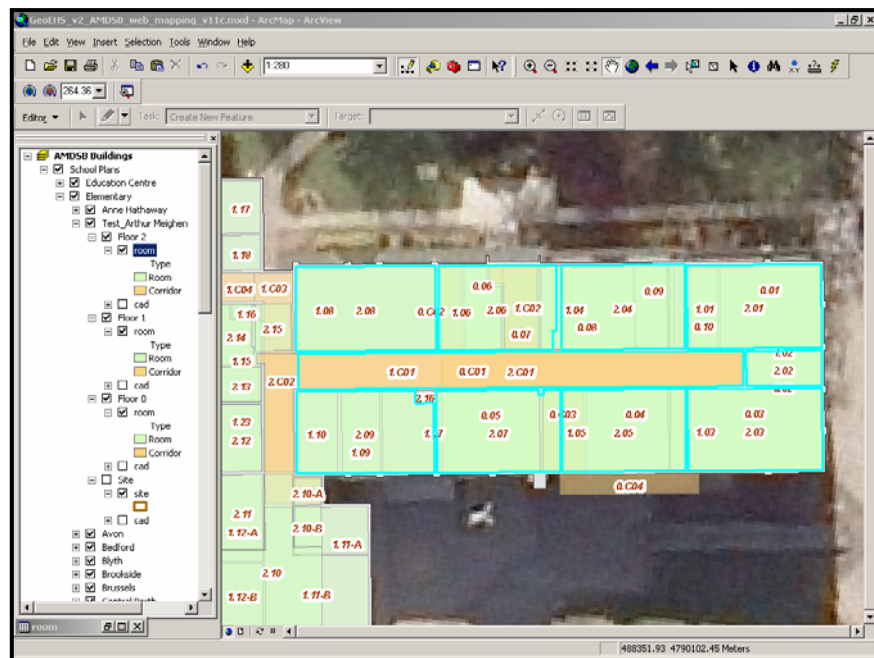 GeoEHS_v2_AMDSB_web_mapping_v11c.mxd - ArcMap - ArcView
File Edit View Insert Selection Tools Window Help
1:280
264.36
Editor Task: Create New Feature Target:
AMDSB Buildings
School Plans
Education Centre
Elementary
Anne Hathaway
Test_Arthur Meighen
Floor 2
room
Type
Room
Corridor
cad
Floor 1
room
Type
Room
Corridor
cad
Floor 0
room
Type
Room
Corridor
cad
Site
site
cad
Avon
Bedford
Blyth
Brookside
Brussels
room
1.17
1.18
1.C04 1.C03
1.16
2.14 2.15
1.15
2.13 2.C02
1.23
2.12
2.11
1.12-A
2.10-A
2.10-B
1.11-A
2.10
1.12-B 1.11-B
1.08 2.08 0.C02
0.06
1.06 2.06 1.C02
0.07
0.09
1.04 2.04
0.08
0.01
1.01 2.01
0.10
1.C01 0.C01 2.C01
1.02
2.02
2.16
1.10 2.09
1.09
0.05
2.07
0.C03 0.04
1.05 2.05
0.03
1.03 2.03
0.C04
488351.93 4790102.45 Meters